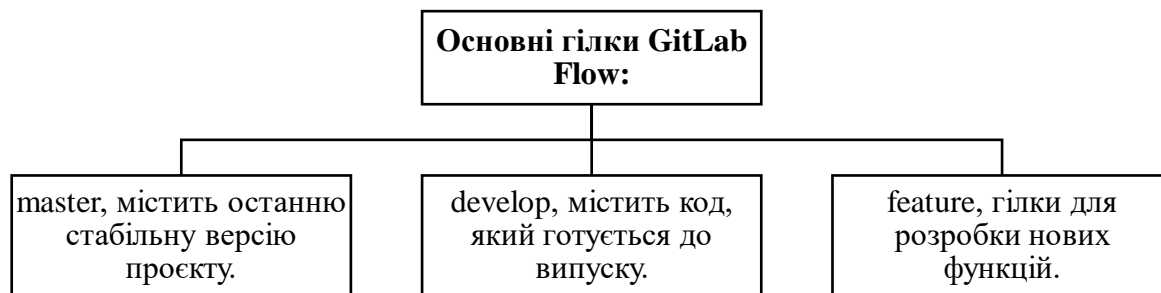 Основні гілки GitLab
Flow:
master, містить останню
стабільну версію
проєкту.
develop, містить код,
який готується до
випуску.
feature, гілки для
розробки нових
функцій.